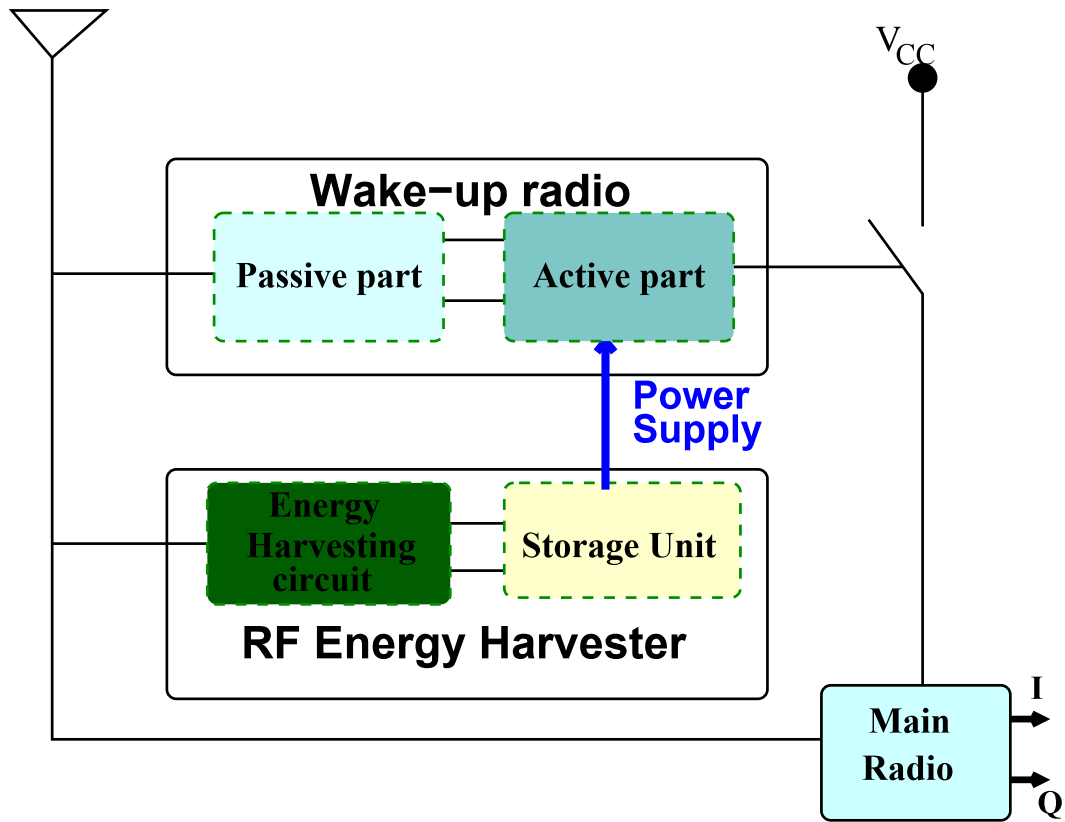 V_CC
Wake−up radio
Passive part
Active part
Power
Supply
Energy
Harvesting
circuit
Storage Unit
RF Energy Harvester
I
Main
Radio
Q